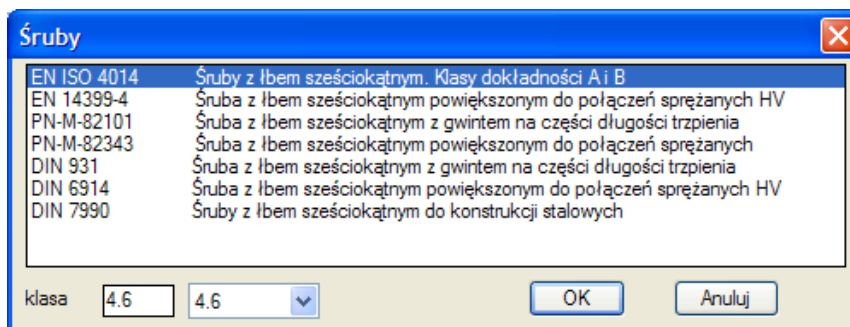 Śruby
EN ISO 4014 Śruby z łbem sześciokątnym. Klasy dokładności A i B
EN 14399-4 Śruba z łbem sześciokątnym powiększonym do połączeń sprężanych HV
PN-M-82101 Śruba z łbem sześciokątnym z gwintem na części długości trzpienia
PN-M-82343 Śruba z łbem sześciokątnym powiększonym do połączeń sprężanych
DIN 931 Śruba z łbem sześciokątnym z gwintem na części długości trzpienia
DIN 6914 Śruba z łbem sześciokątnym powiększonym do połączeń sprężanych HV
DIN 7990 Śruby z łbem sześciokątnym do konstrukcji stalowych
klasa 4.6 4.6 OK Anuluj